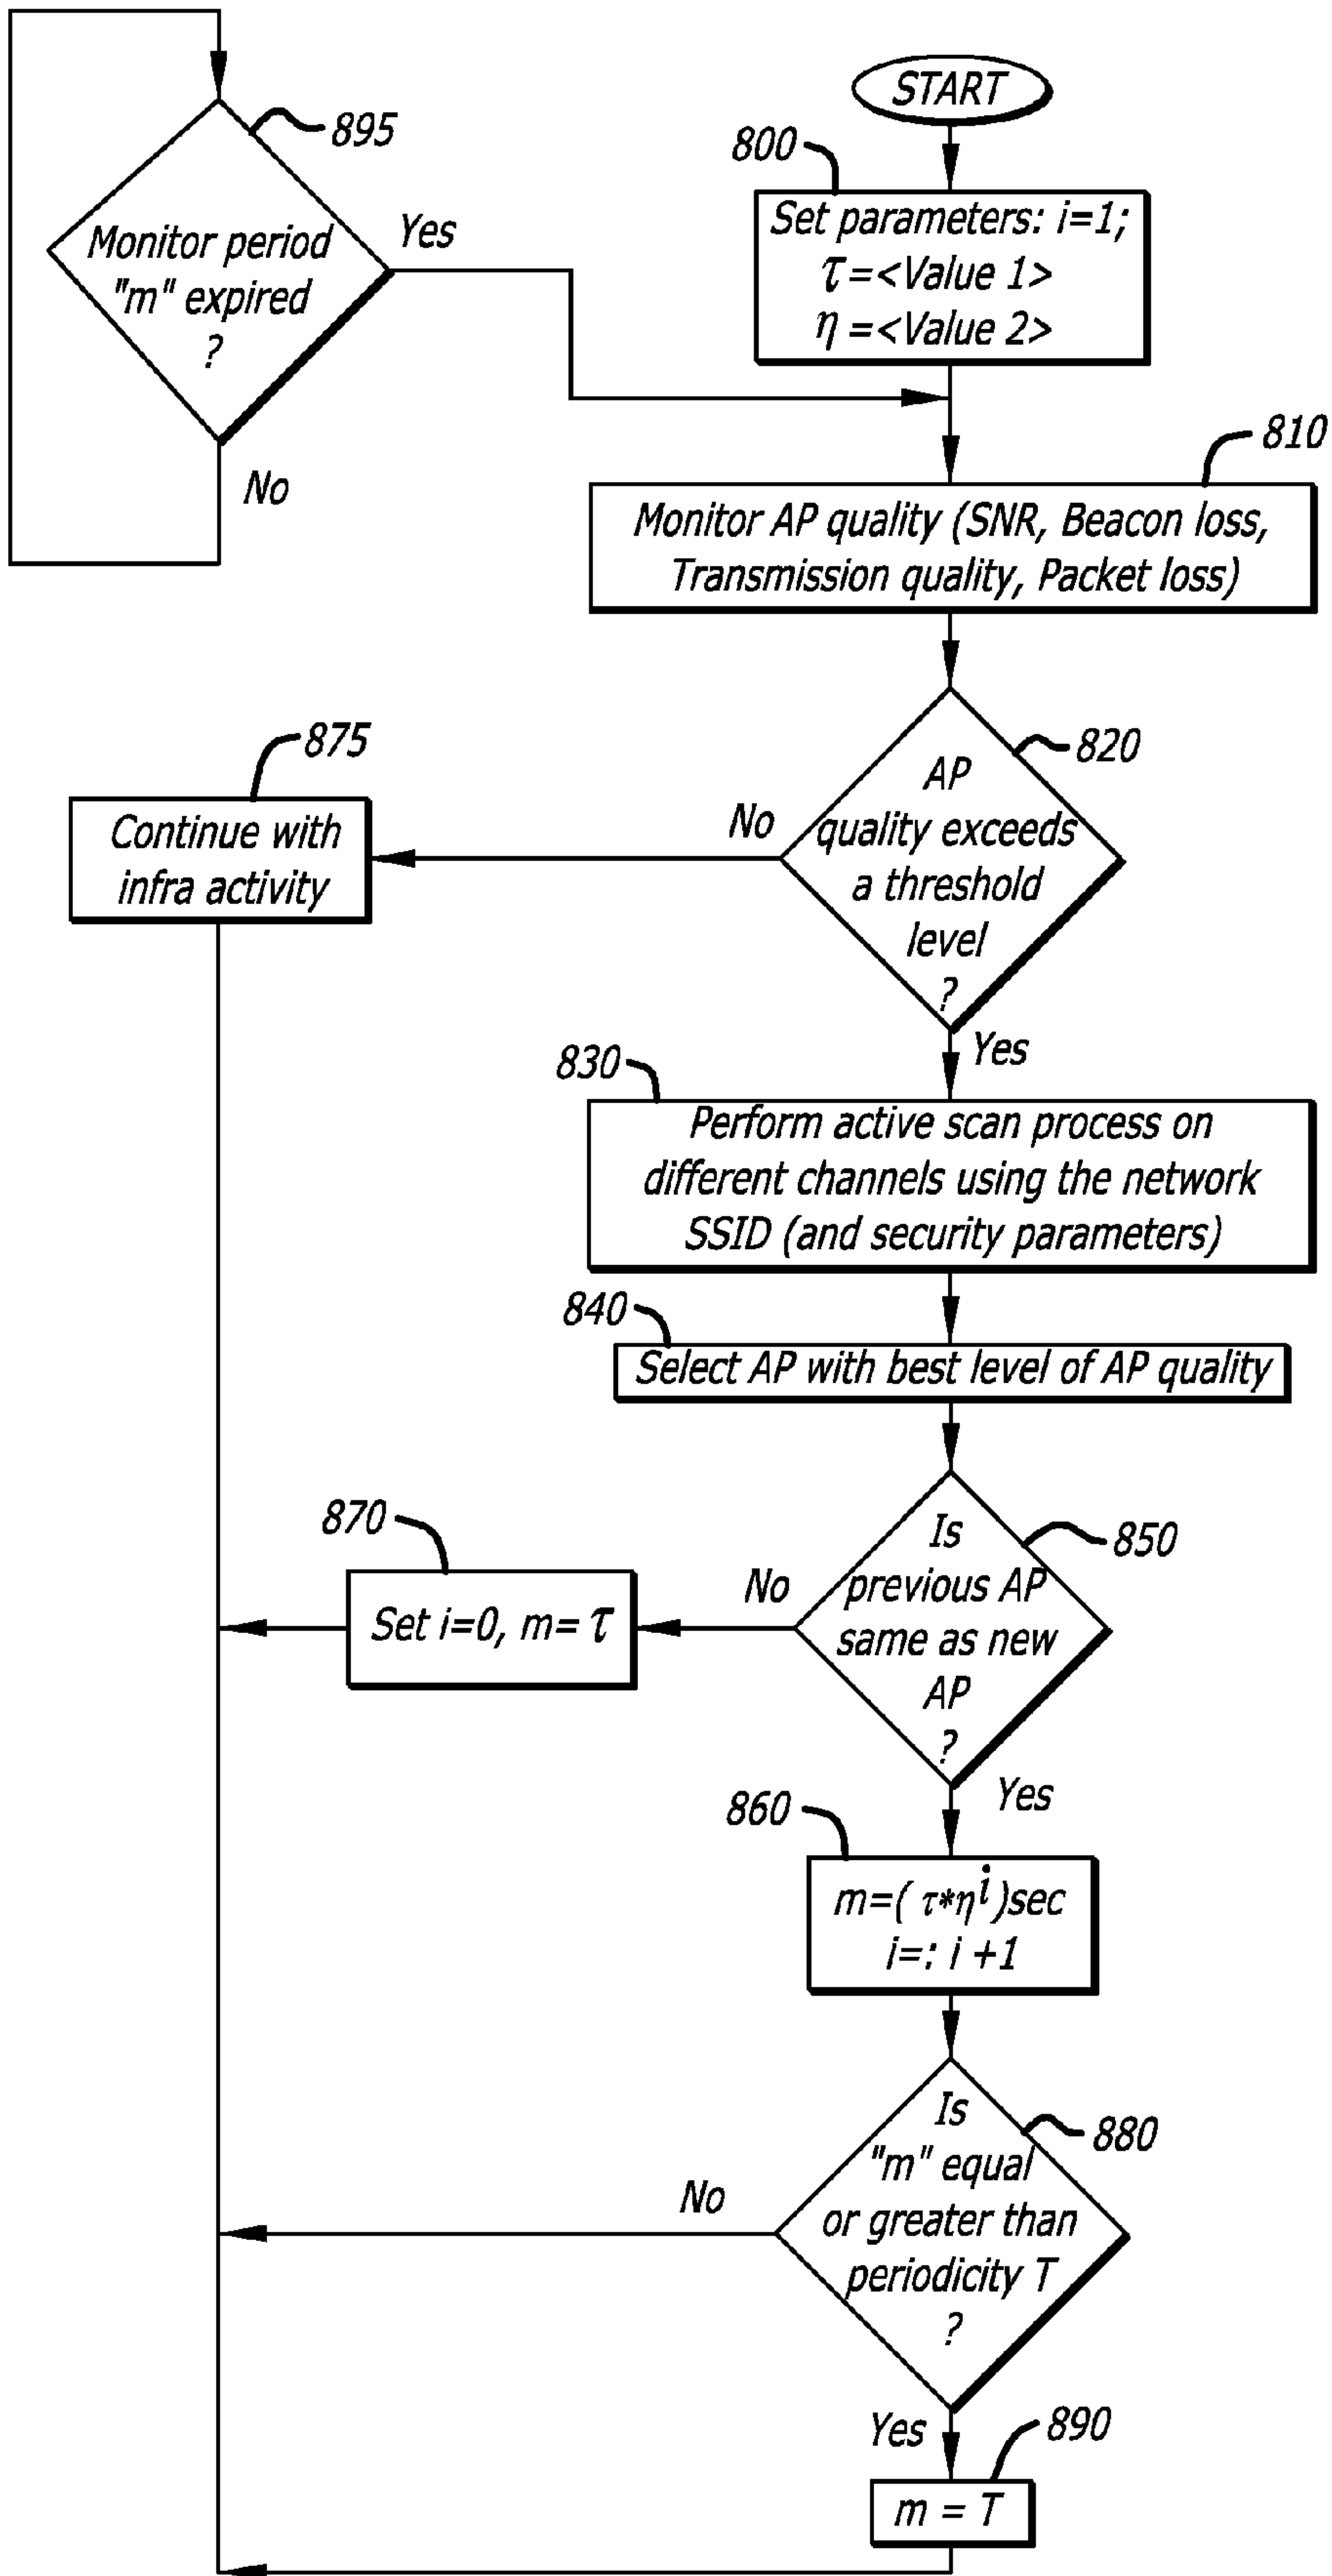 895
Monitor period
"m" expired
?
Yes
No
START
800
Set parameters: i=1;
τ =<Value 1>
η =<Value 2>
810
Monitor AP quality (SNR, Beacon loss,
Transmission quality, Packet loss)
820
AP
quality exceeds
a threshold
level
?
No
Yes
875
Continue with
infra activity
830
Perform active scan process on
different channels using the network
SSID (and security parameters)
840
Select AP with best level of AP quality
850
Is
previous AP
same as new
AP
?
No
Yes
870
Set i=0, m= τ
860
m=( τ*η^i )sec
i=: i +1
880
Is
"m" equal
or greater than
periodicity T
?
No
Yes
890
m = T